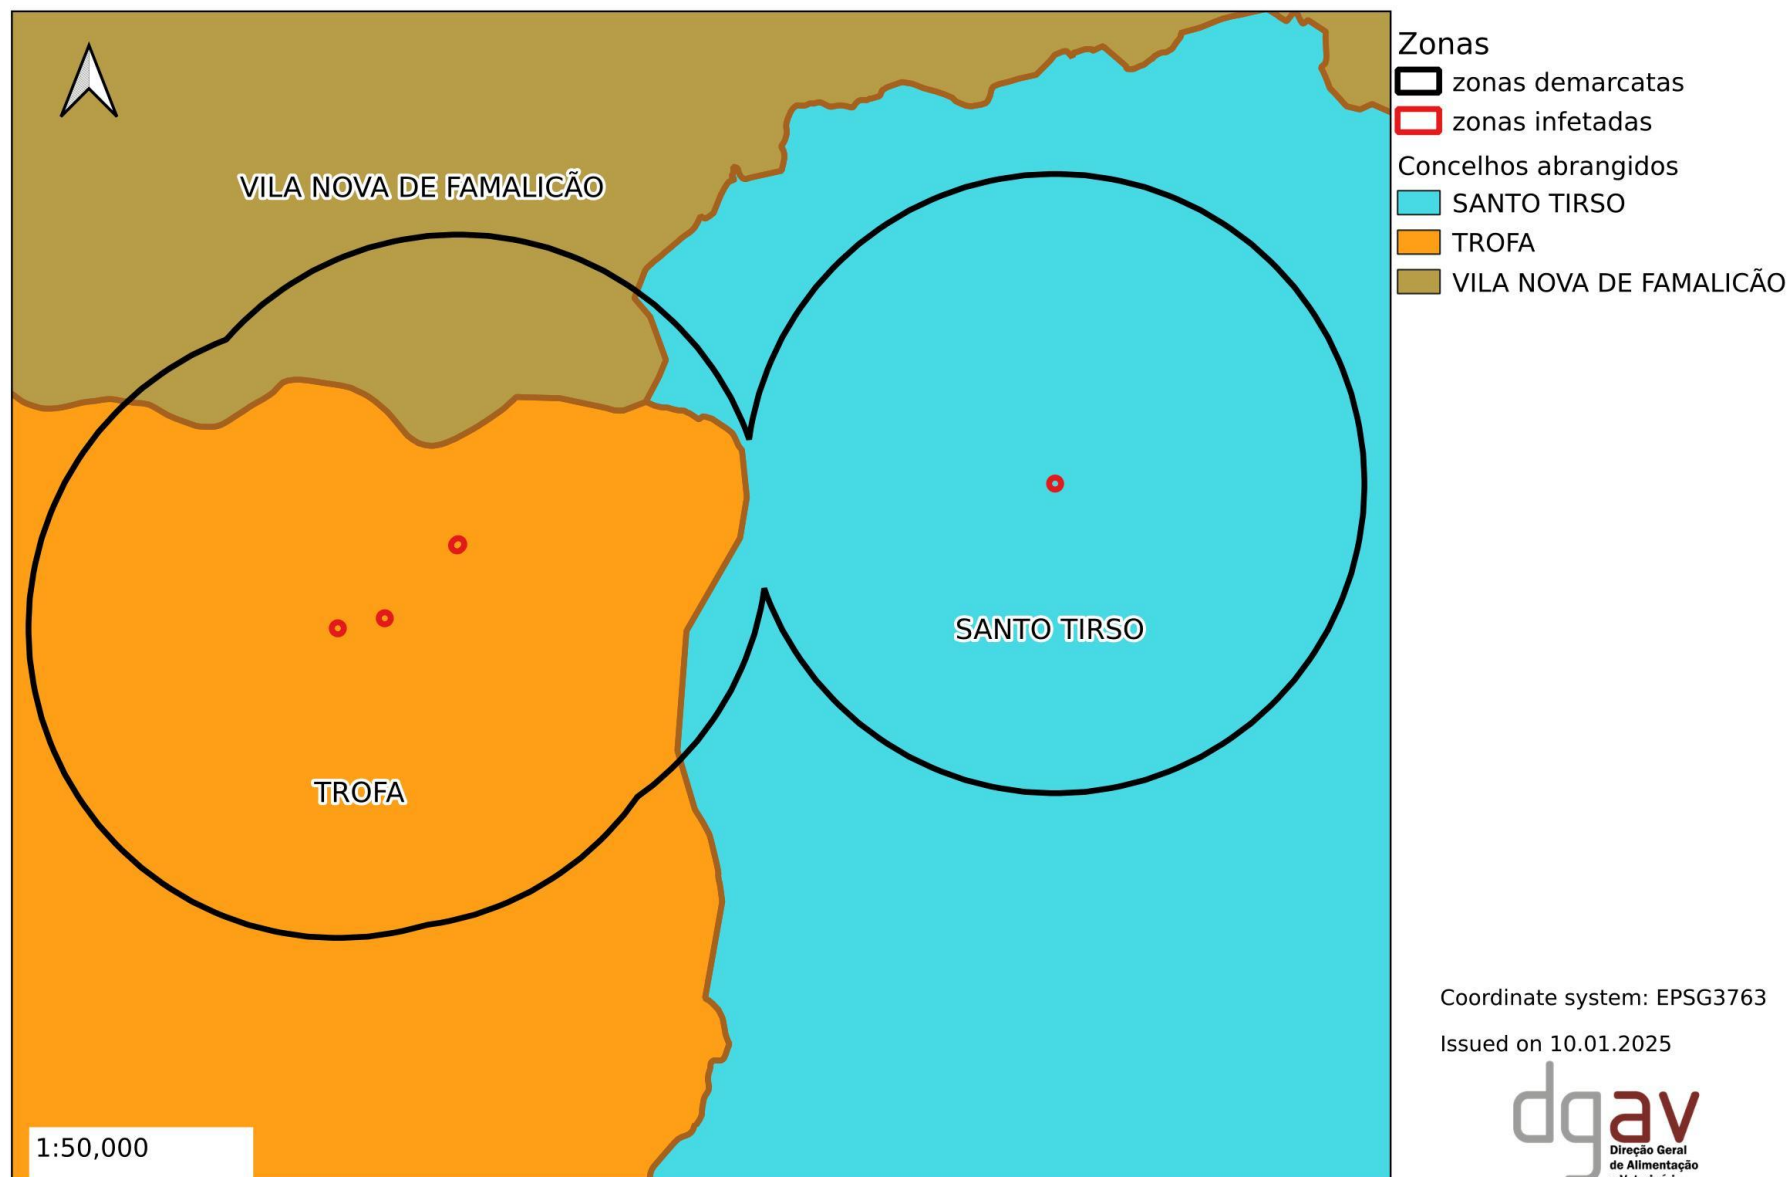 VILA NOVA DE FAMALICÃO
SANTO TIRSO
TROFA
1:50,000
Zonas
zonas demarcatas
zonas infetadas
Concelhos abrangidos
SANTO TIRSO
TROFA
VILA NOVA DE FAMALICÃO
Coordinate system: EPSG3763
Issued on 10.01.2025
dgav
Direção Geral
de Alimentação